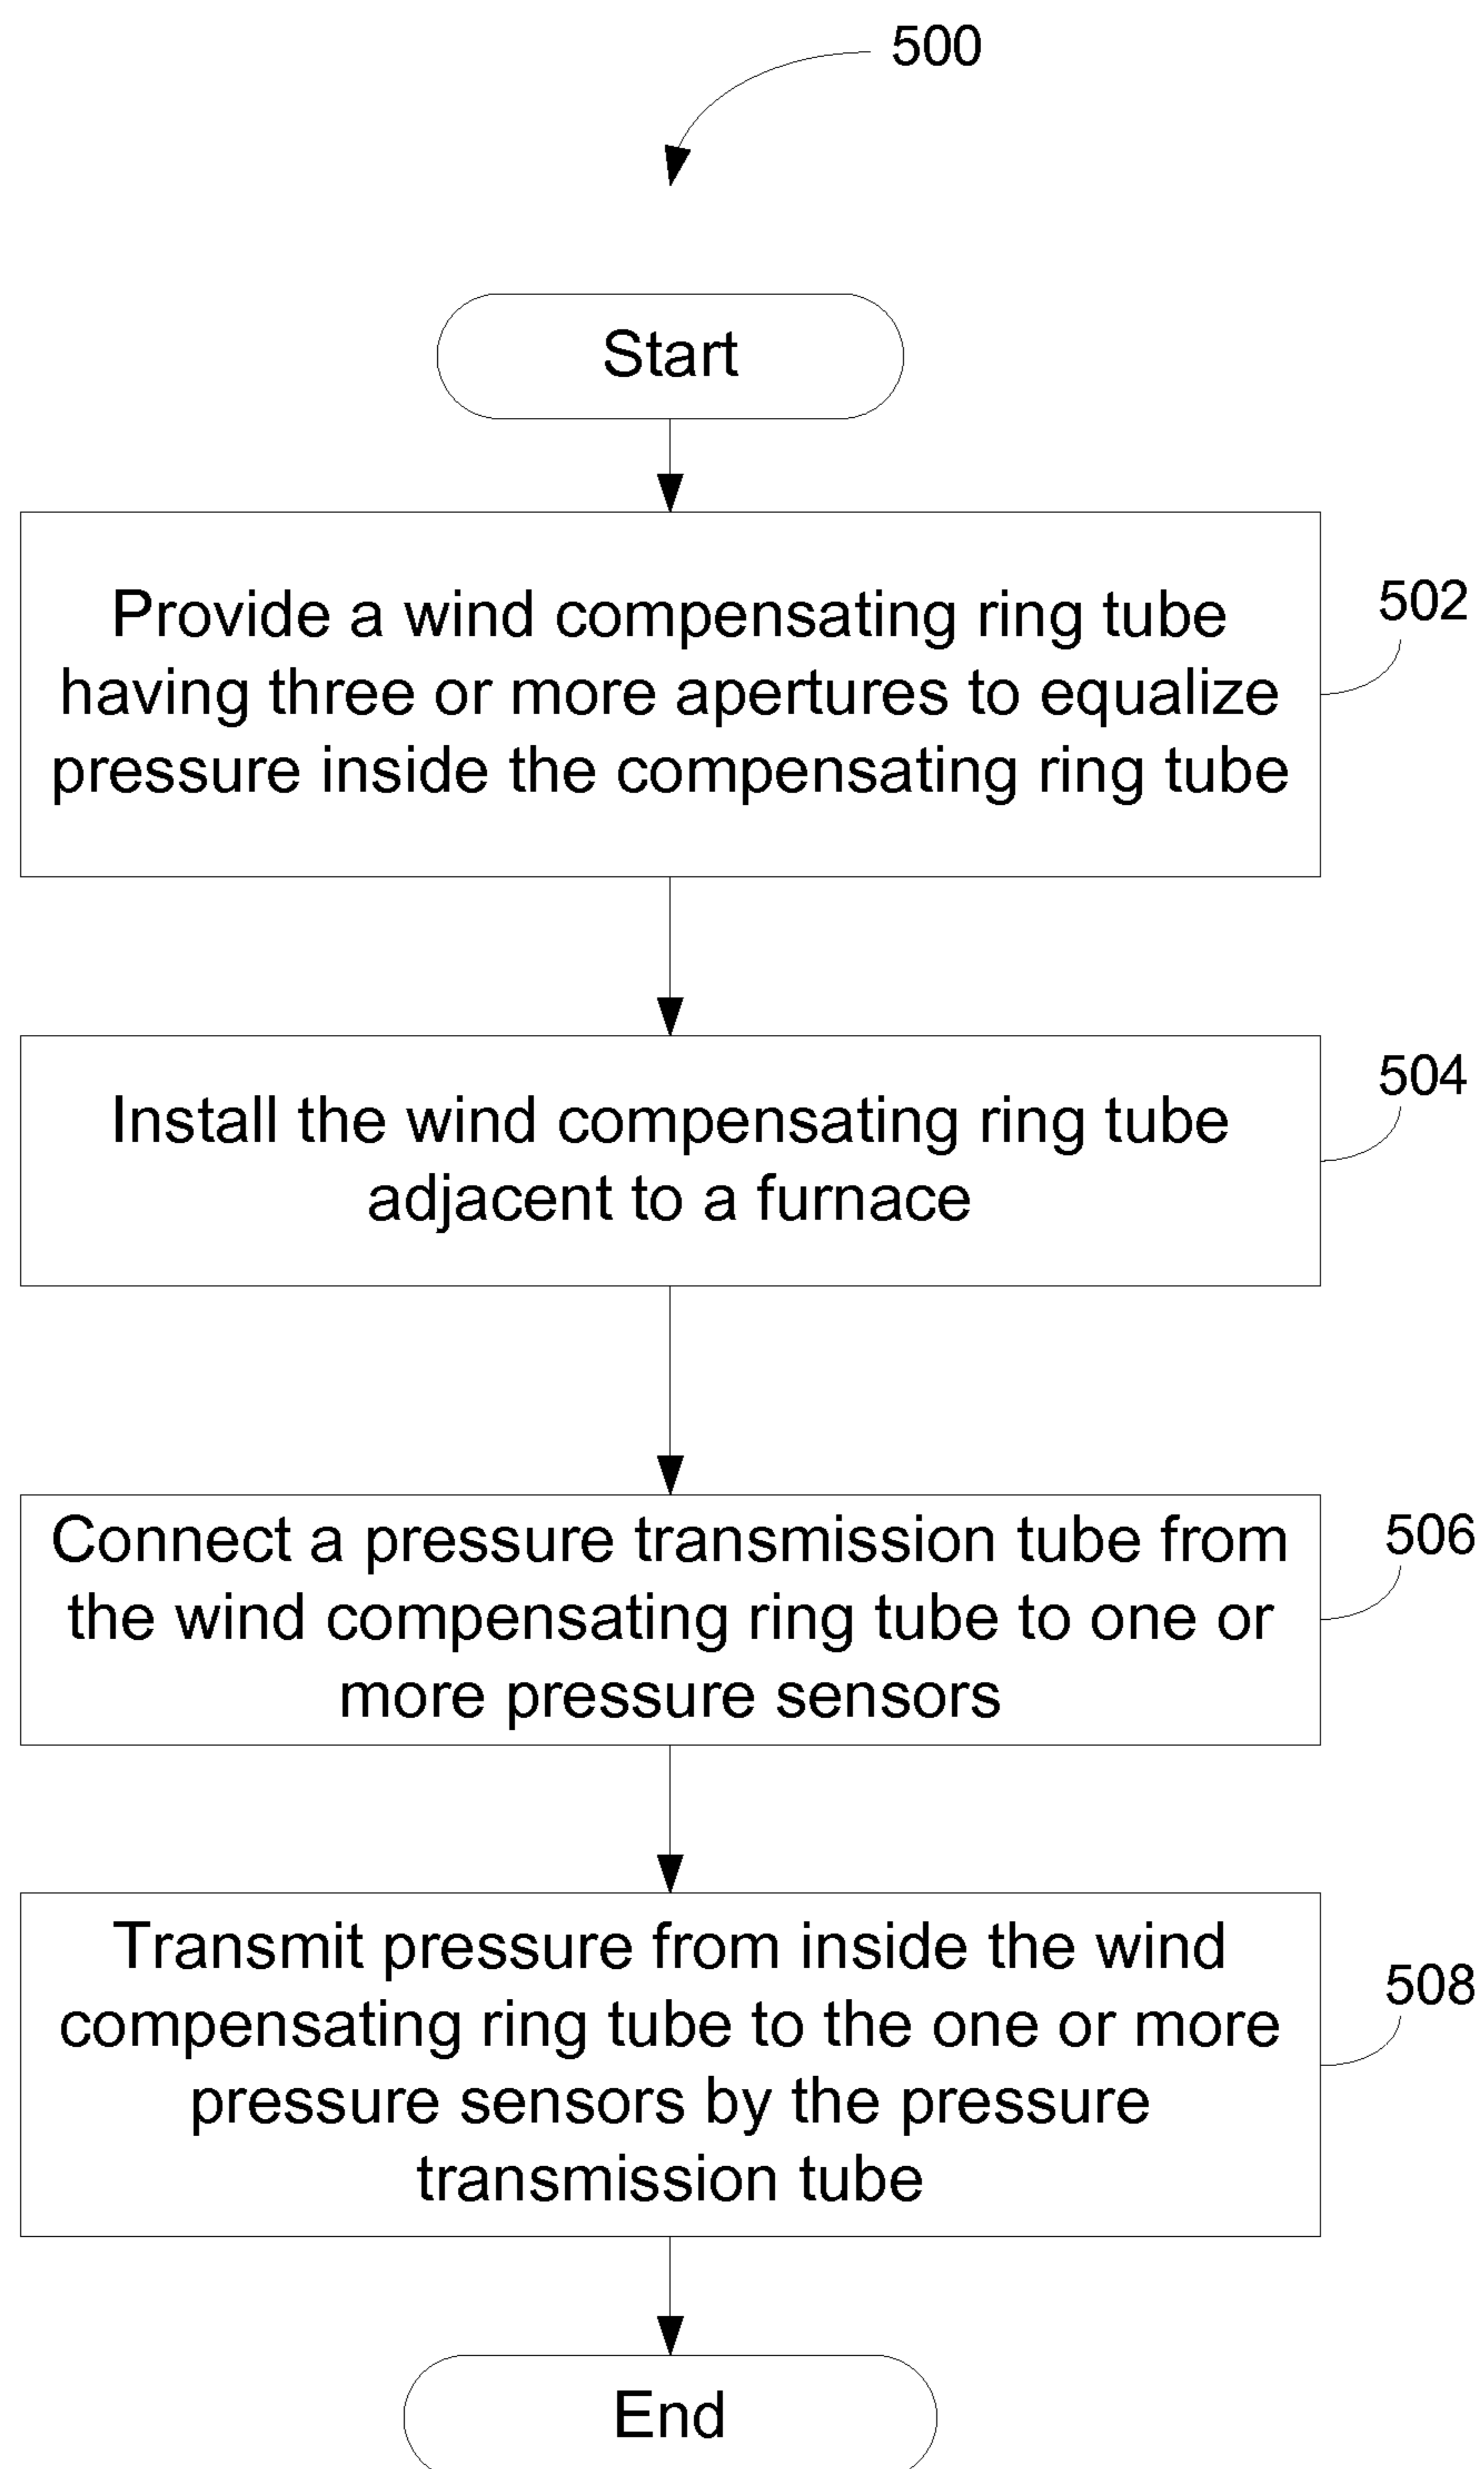 500
Start
Provide a wind compensating ring tube
having three or more apertures to equalize
pressure inside the compensating ring tube
502
Install the wind compensating ring tube
adjacent to a furnace
504
Connect a pressure transmission tube from
the wind compensating ring tube to one or
more pressure sensors
506
Transmit pressure from inside the wind
compensating ring tube to the one or more
pressure sensors by the pressure
transmission tube
508
End